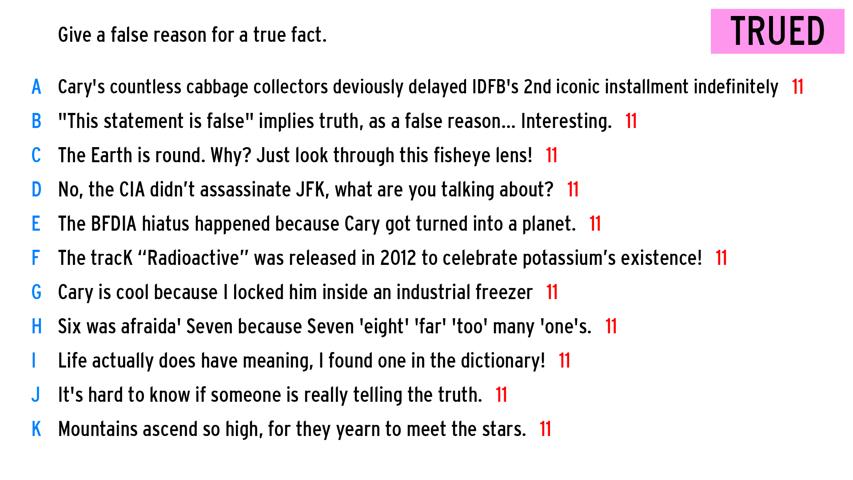 Give a false reason for a true fact.
TRUED
A Cary's countless cabbage collectors deviously delayed IDFB's 2nd iconic installment indefinitely 11
B "This statement is false" implies truth, as a false reason... Interesting. 11
C The Earth is round. Why? Just look through this fisheye lens! 11
D No, the CIA didn’t assassinate JFK, what are you talking about? 11
E The BFDIA hiatus happened because Cary got turned into a planet. 11
F The tracK “Radioactive” was released in 2012 to celebrate potassium’s existence! 11
G Cary is cool because I locked him inside an industrial freezer 11
H Six was afraida' Seven because Seven 'eight' 'far' 'too' many 'one's. 11
I Life actually does have meaning, I found one in the dictionary! 11
J It's hard to know if someone is really telling the truth. 11
K Mountains ascend so high, for they yearn to meet the stars. 11